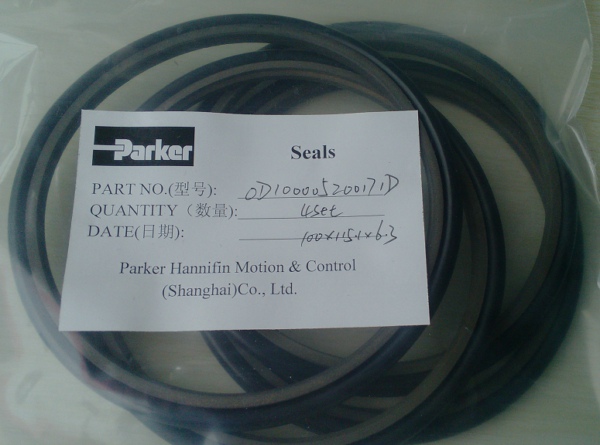 Parker
Seals
PART NO.(型号): OD100005200171D
QUANTITY（数量): 4set
DATE(日期): 100×115.1×6.3
Parker Hannifin Motion & Control
(Shanghai)Co., Ltd.